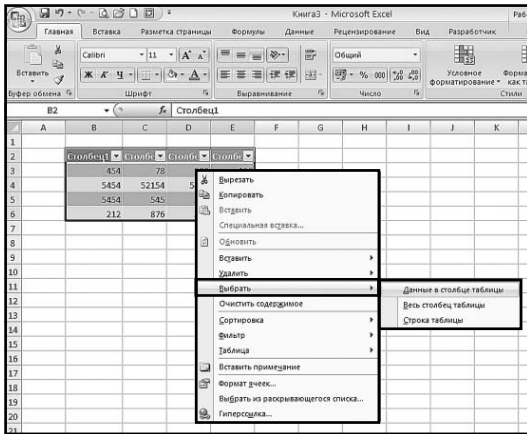 Книга3 - Microsoft Excel
Главная Вставка Разметка страницы Формулы Данные Рецензирование Вид Разработчик
Вставить
Calibri 11 A A
Общий
Ж К Ч
% 000
Условное форматирование
Буфер обмена Шрифт Выравнивание Число Стили
B2 fx Столбец1
A B C D E F G H I J K
1
2 Столбец1
3 454 78
4 5454 52154
5 5454 545
6 212 876
7
8
9
10
11
12
13
14
15
16
17
18
19
20
21
Вырезать
Копировать
Вставить
Специальная вставка...
Обновить
Вставить
Удалить
Выбрать
Очистить содержимое
Сортировка
Фильтр
Таблица
Вставить примечание
Формат ячеек...
Выбрать из раскрывающегося списка...
Гиперссылка...
Данные в столбце таблицы
Весь столбец таблицы
Строка таблицы